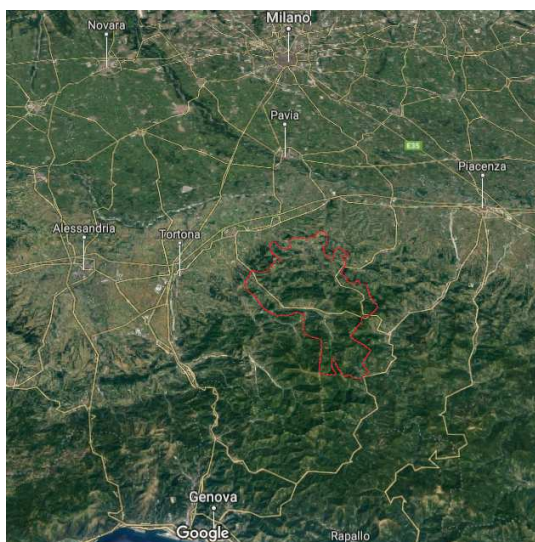 Milano
Novara
Pavia
E35
Piacenza
Alessandria
Tortona
Genova
Google
Rapallo